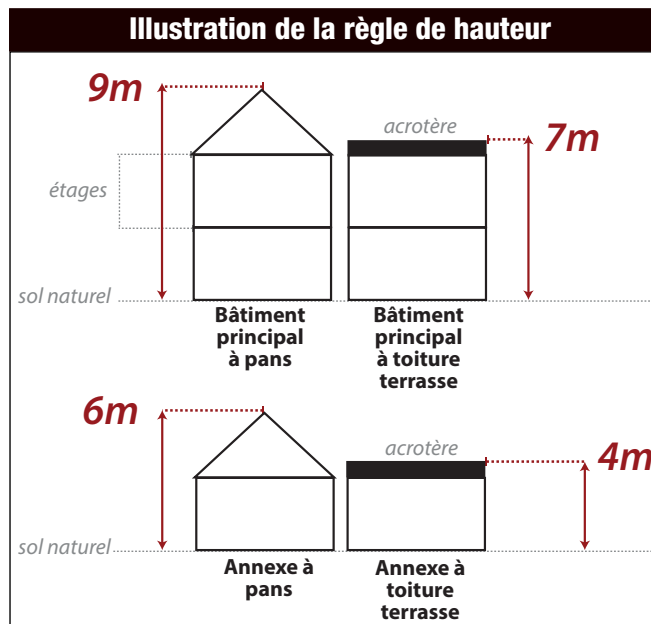 Illustration de la règle de hauteur
9m
acrotère
7m
étages
sol naturel
Bâtiment
principal
à pans
Bâtiment
principal
à toiture
terrasse
6m
acrotère
4m
sol naturel
Annexe à
pans
Annexe à
toiture
terrasse